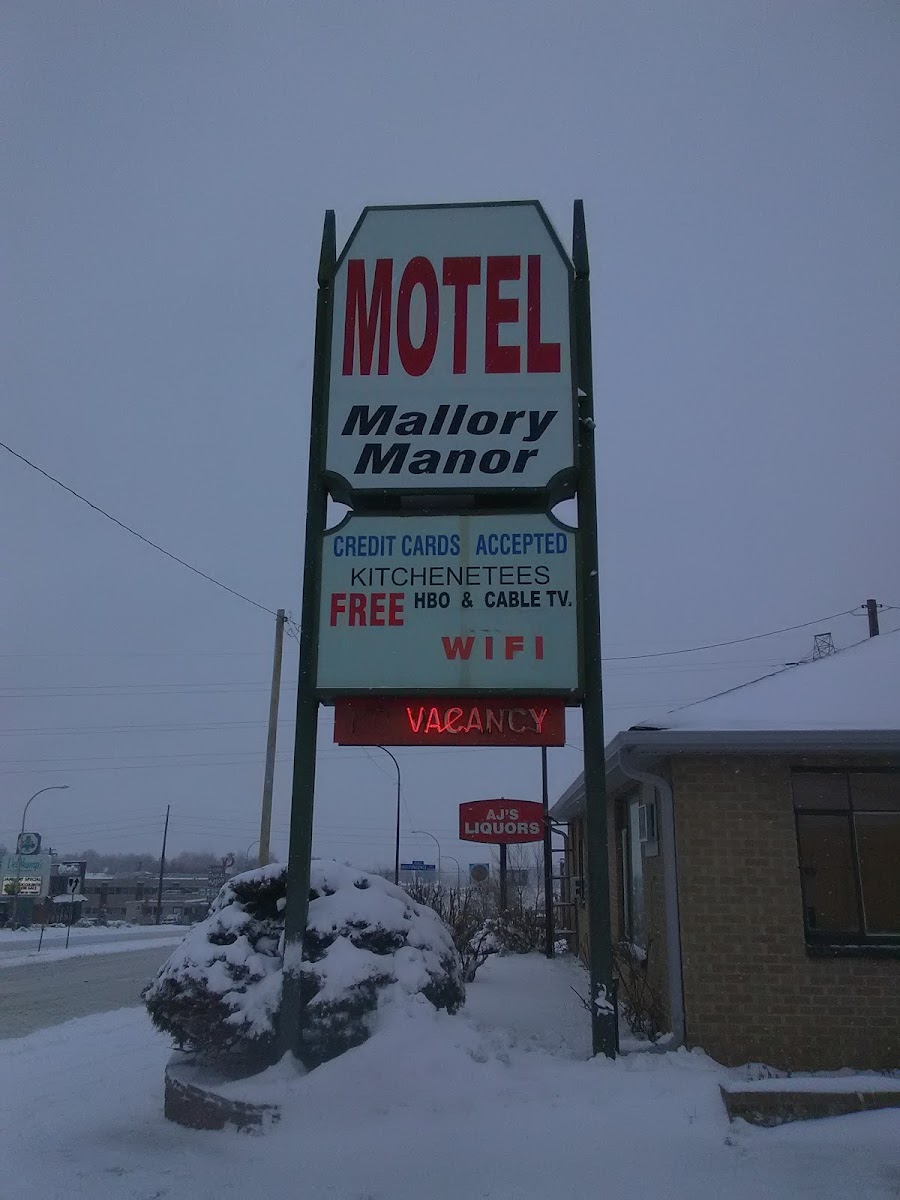 MOTEL
Mallory
Manor
CREDIT CARDS ACCEPTED
KITCHENETEES
FREE HBO & CABLE TV.
WIFI
VACANCY
AJ'S
LIQUORS